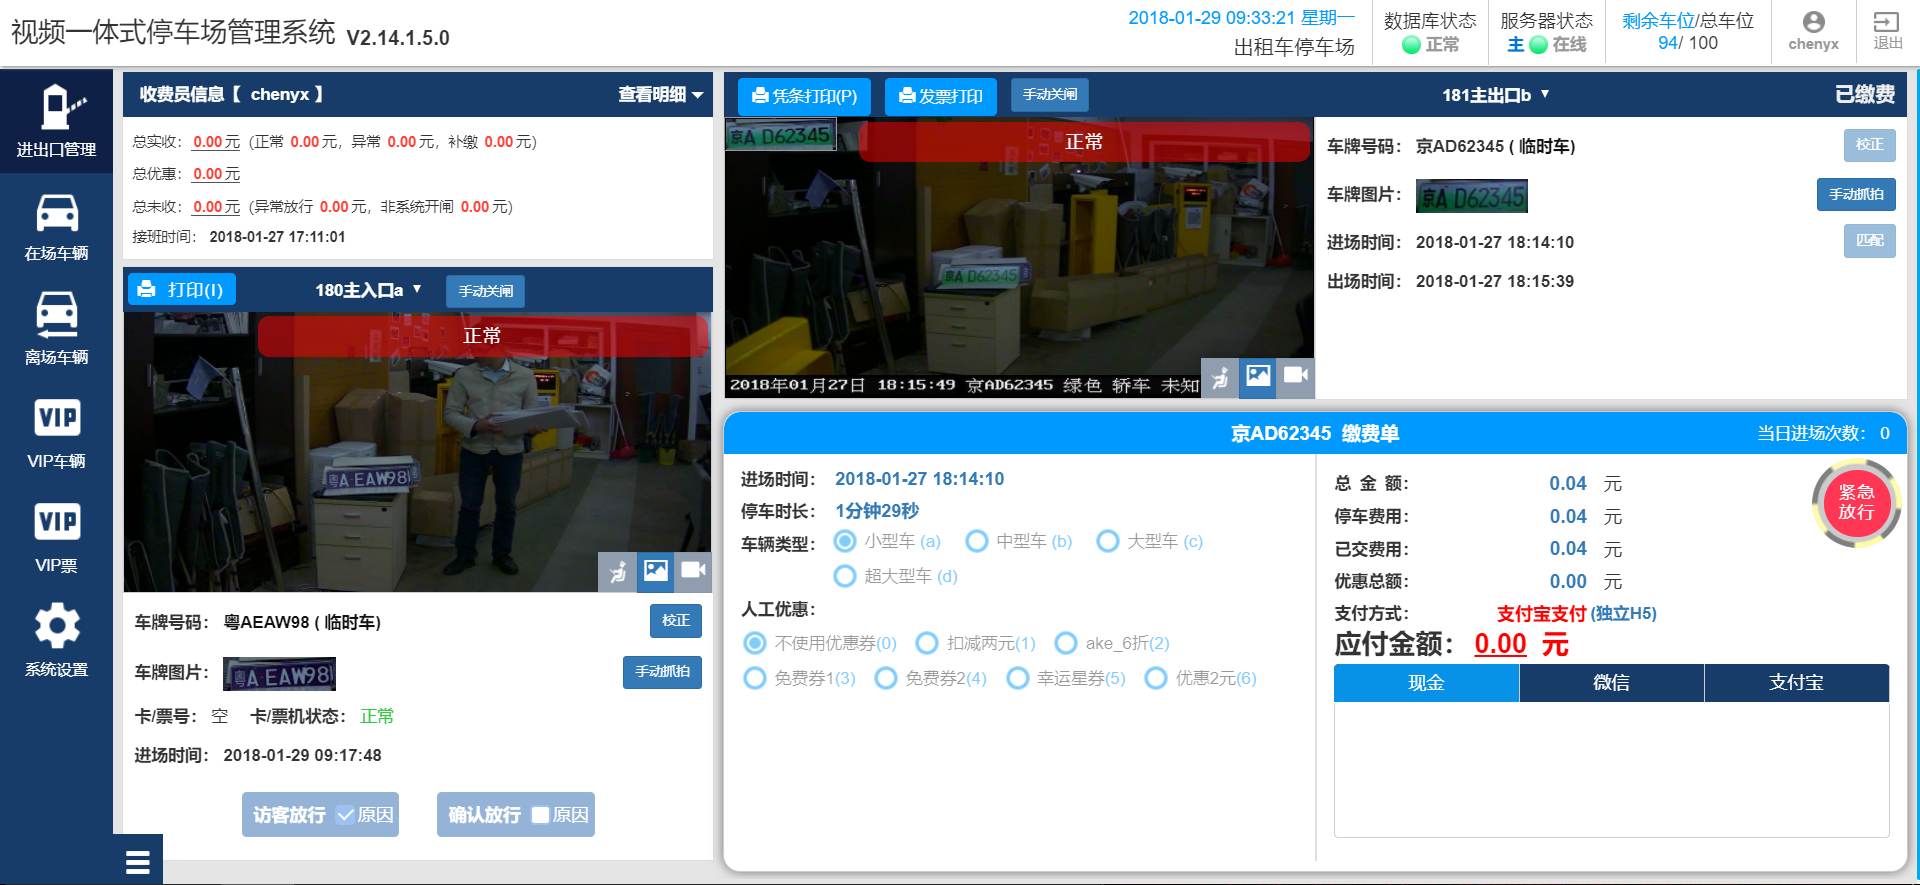 视频一体式停车场管理系统 V2.14.1.5.0
2018-01-29 09:33:21 星期一
出租车停车场
数据库状态
正常
服务器状态
主 在线
剩余车位/总车位
94/ 100
chenyx
退出
进出口管理
在场车辆
离场车辆
VIP
VIP车辆
VIP
VIP票
系统设置
收费员信息【 chenyx 】
查看明细
总实收： 0.00 元 (正常 0.00 元，异常 0.00 元，补缴 0.00 元)
总优惠： 0.00 元
总未收： 0.00 元 (异常放行 0.00 元，非系统开闸 0.00 元)
接班时间： 2018-01-27 17:11:01
打印(I)
180主入口a
手动关闸
正常
粤A EAW98
车牌号码： 粤AEAW98 ( 临时车)
校正
车牌图片： 粤A EAW98
手动抓拍
卡/票号： 空 卡/票机状态： 正常
进场时间： 2018-01-29 09:17:48
访客放行 原因
确认放行 原因
凭条打印(P)
发票打印
手动关闸
181主出口b
已缴费
京A D62345
正常
京A D62345
2018年01月27日 18:15:49 京AD62345 绿色 轿车 未知
车牌号码： 京AD62345 ( 临时车)
校正
车牌图片： 京A D62345
手动抓拍
进场时间： 2018-01-27 18:14:10
匹配
出场时间： 2018-01-27 18:15:39
京AD62345 缴费单
当日进场次数： 0
进场时间： 2018-01-27 18:14:10
停车时长： 1分钟29秒
车辆类型： 小型车 (a) 中型车 (b) 大型车 (c)
超大型车 (d)
人工优惠：
不使用优惠券(0) 扣减两元(1) ake_6折(2)
免费券1(3) 免费券2(4) 幸运星券(5) 优惠2元(6)
总 金 额： 0.04 元
停车费用： 0.04 元
已交费用： 0.04 元
优惠总额： 0.00 元
支付方式： 支付宝支付 (独立H5)
应付金额： 0.00 元
紧急
放行
现金
微信
支付宝